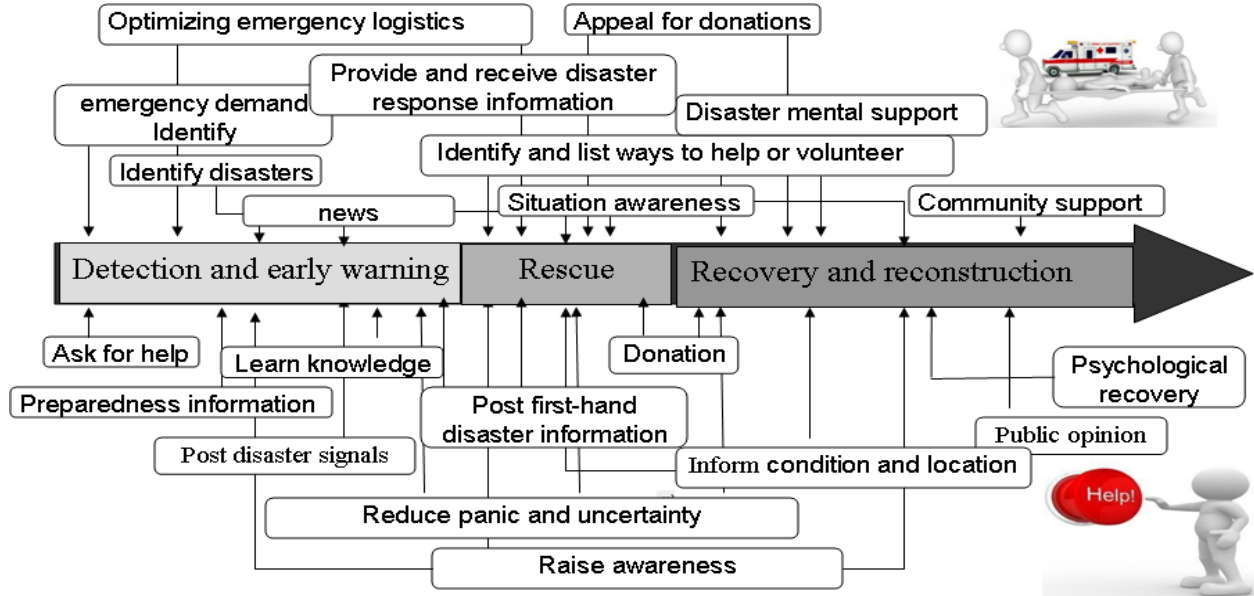 Optimizing emergency logistics
Appeal for donations
Provide and receive disaster
response information
emergency demand
Identify
Disaster mental support
Identify and list ways to help or volunteer
Identify disasters
news
Situation awareness
Community support
Detection and early warning
Rescue
Recovery and reconstruction
Ask for help
Learn knowledge
Donation
Psychological
recovery
Preparedness information
Post first-hand
disaster information
Public opinion
Post disaster signals
Inform condition and location
Help!
Reduce panic and uncertainty
Raise awareness